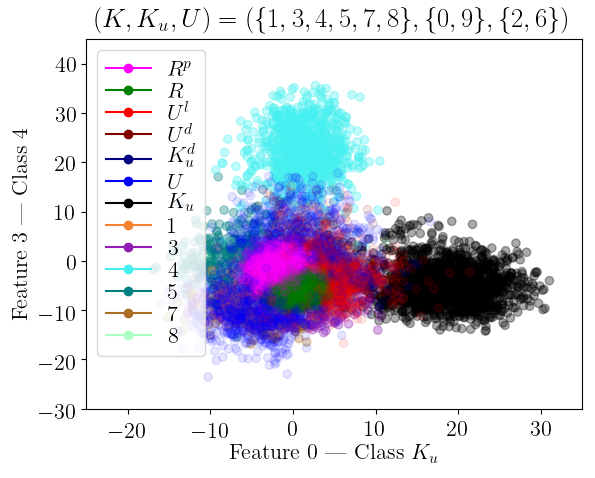 (K, K_u, U) = ({1, 3, 4, 5, 7, 8}, {0, 9}, {2, 6})
Feature 3 — Class 4
40
30
20
10
0
−10
−20
−30
R^p
R
U^l
U^d
K_u^d
U
K_u
1
3
4
5
7
8
−20 −10 0 10 20 30
Feature 0 — Class K_u